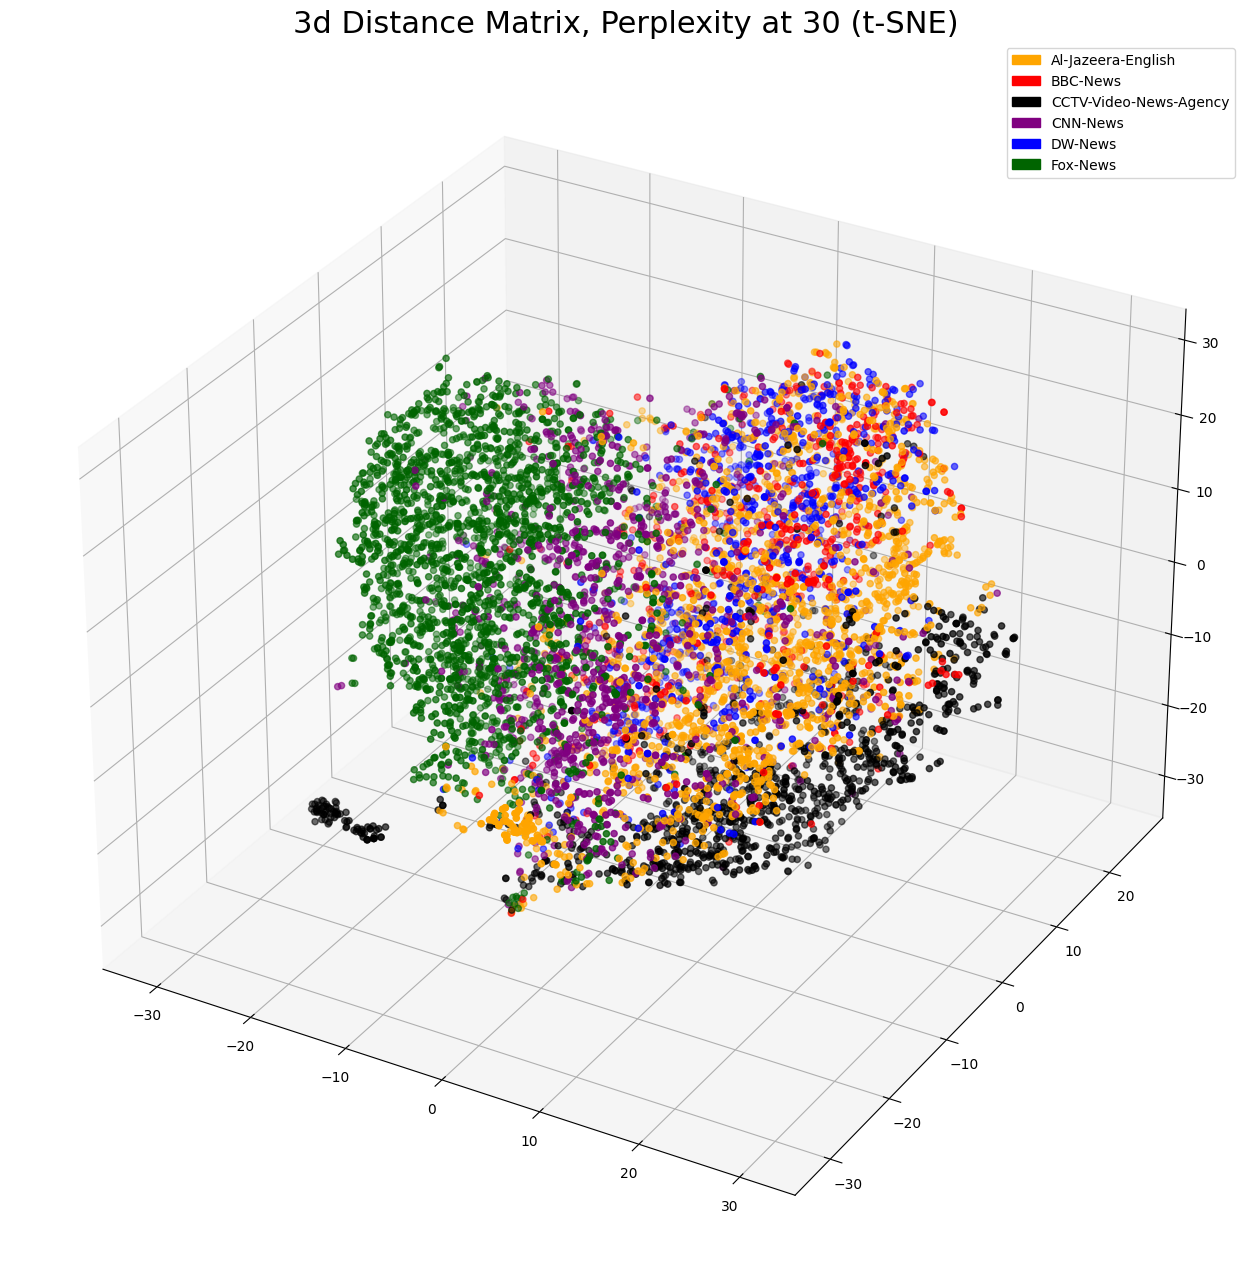 3d Distance Matrix, Perplexity at 30 (t-SNE)
Al-Jazeera-English
BBC-News
CCTV-Video-News-Agency
CNN-News
DW-News
Fox-News
30
20
10
0
−10
−20
−30
20
10
0
−10
−20
−30
−30
−20
−10
0
10
20
30